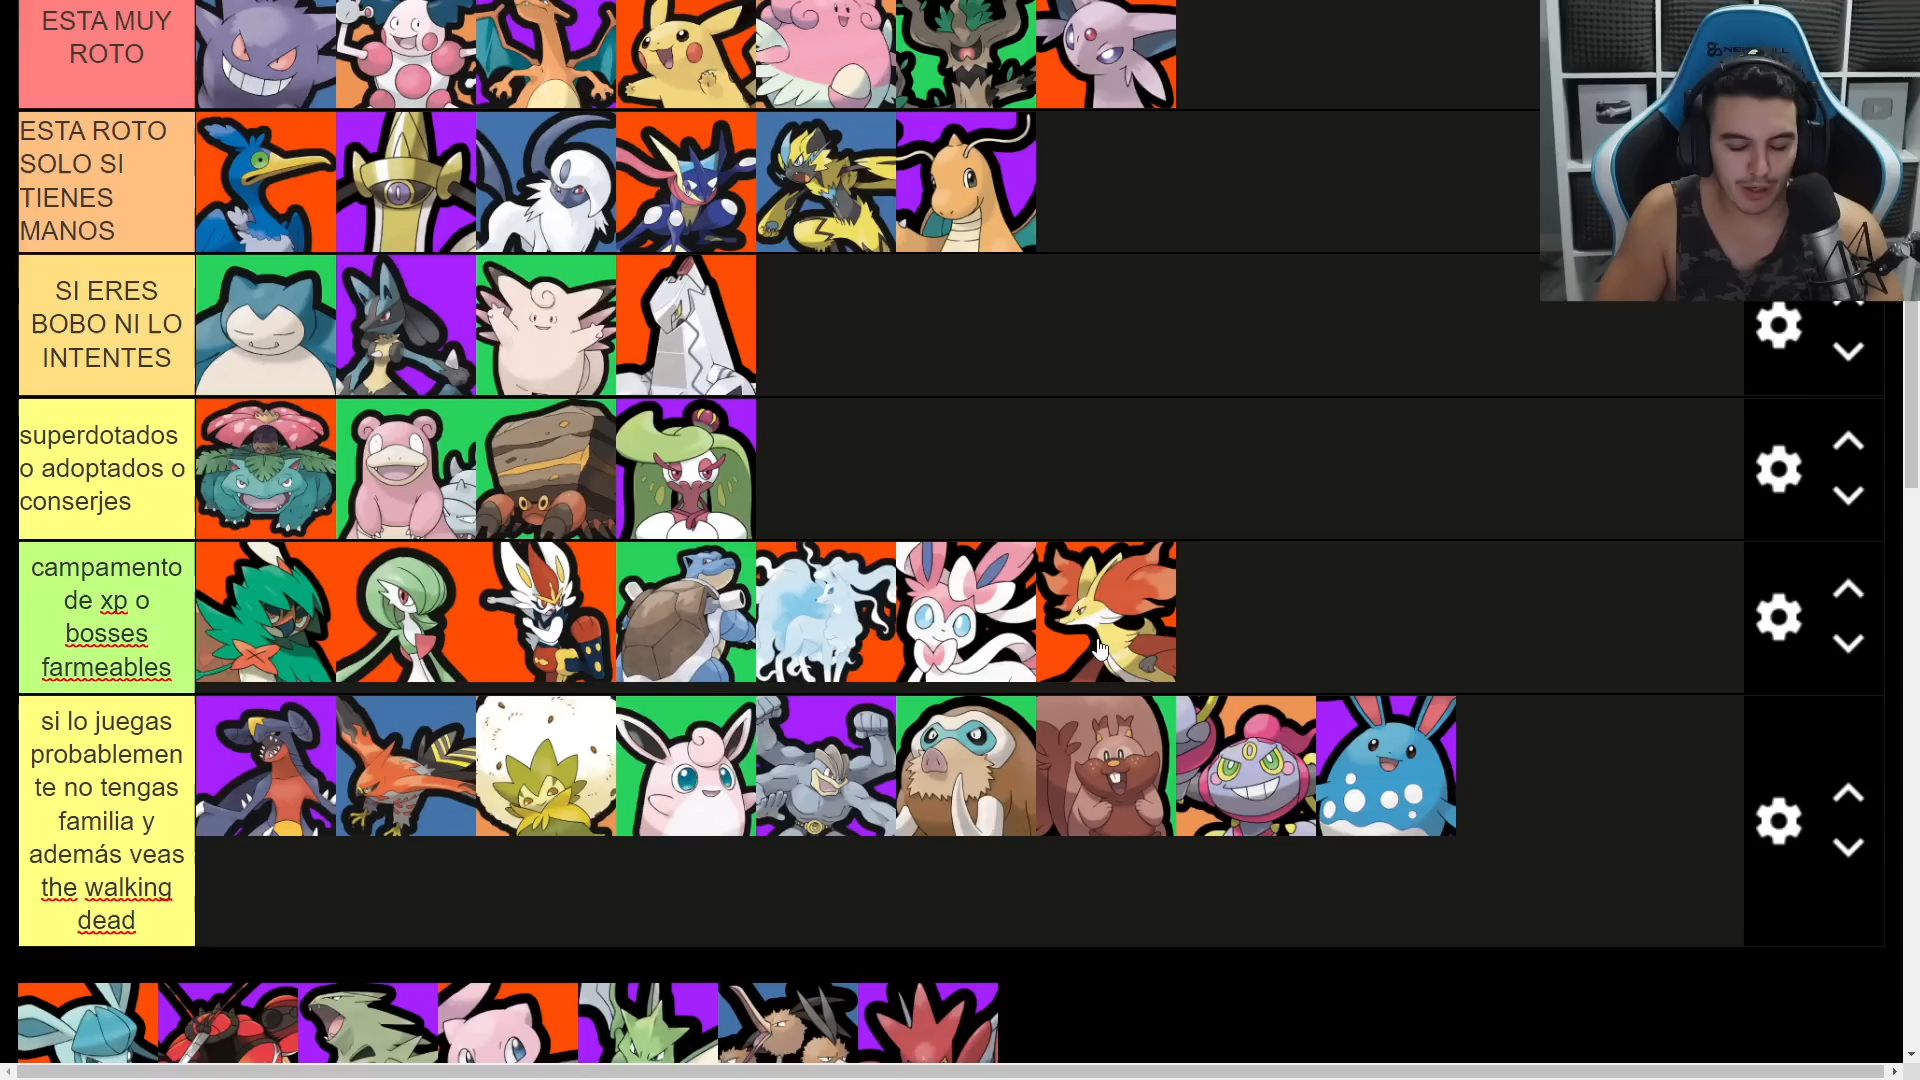 ESTA MUY
ROTO
ESTA ROTO
SOLO SI
TIENES
MANOS
SI ERES
BOBO NI LO
INTENTES
superdotados
o adoptados o
conserjes
campamento
de xp o
bosses
farmeables
si lo juegas
probablemen
te no tengas
familia y
además veas
the walking
dead